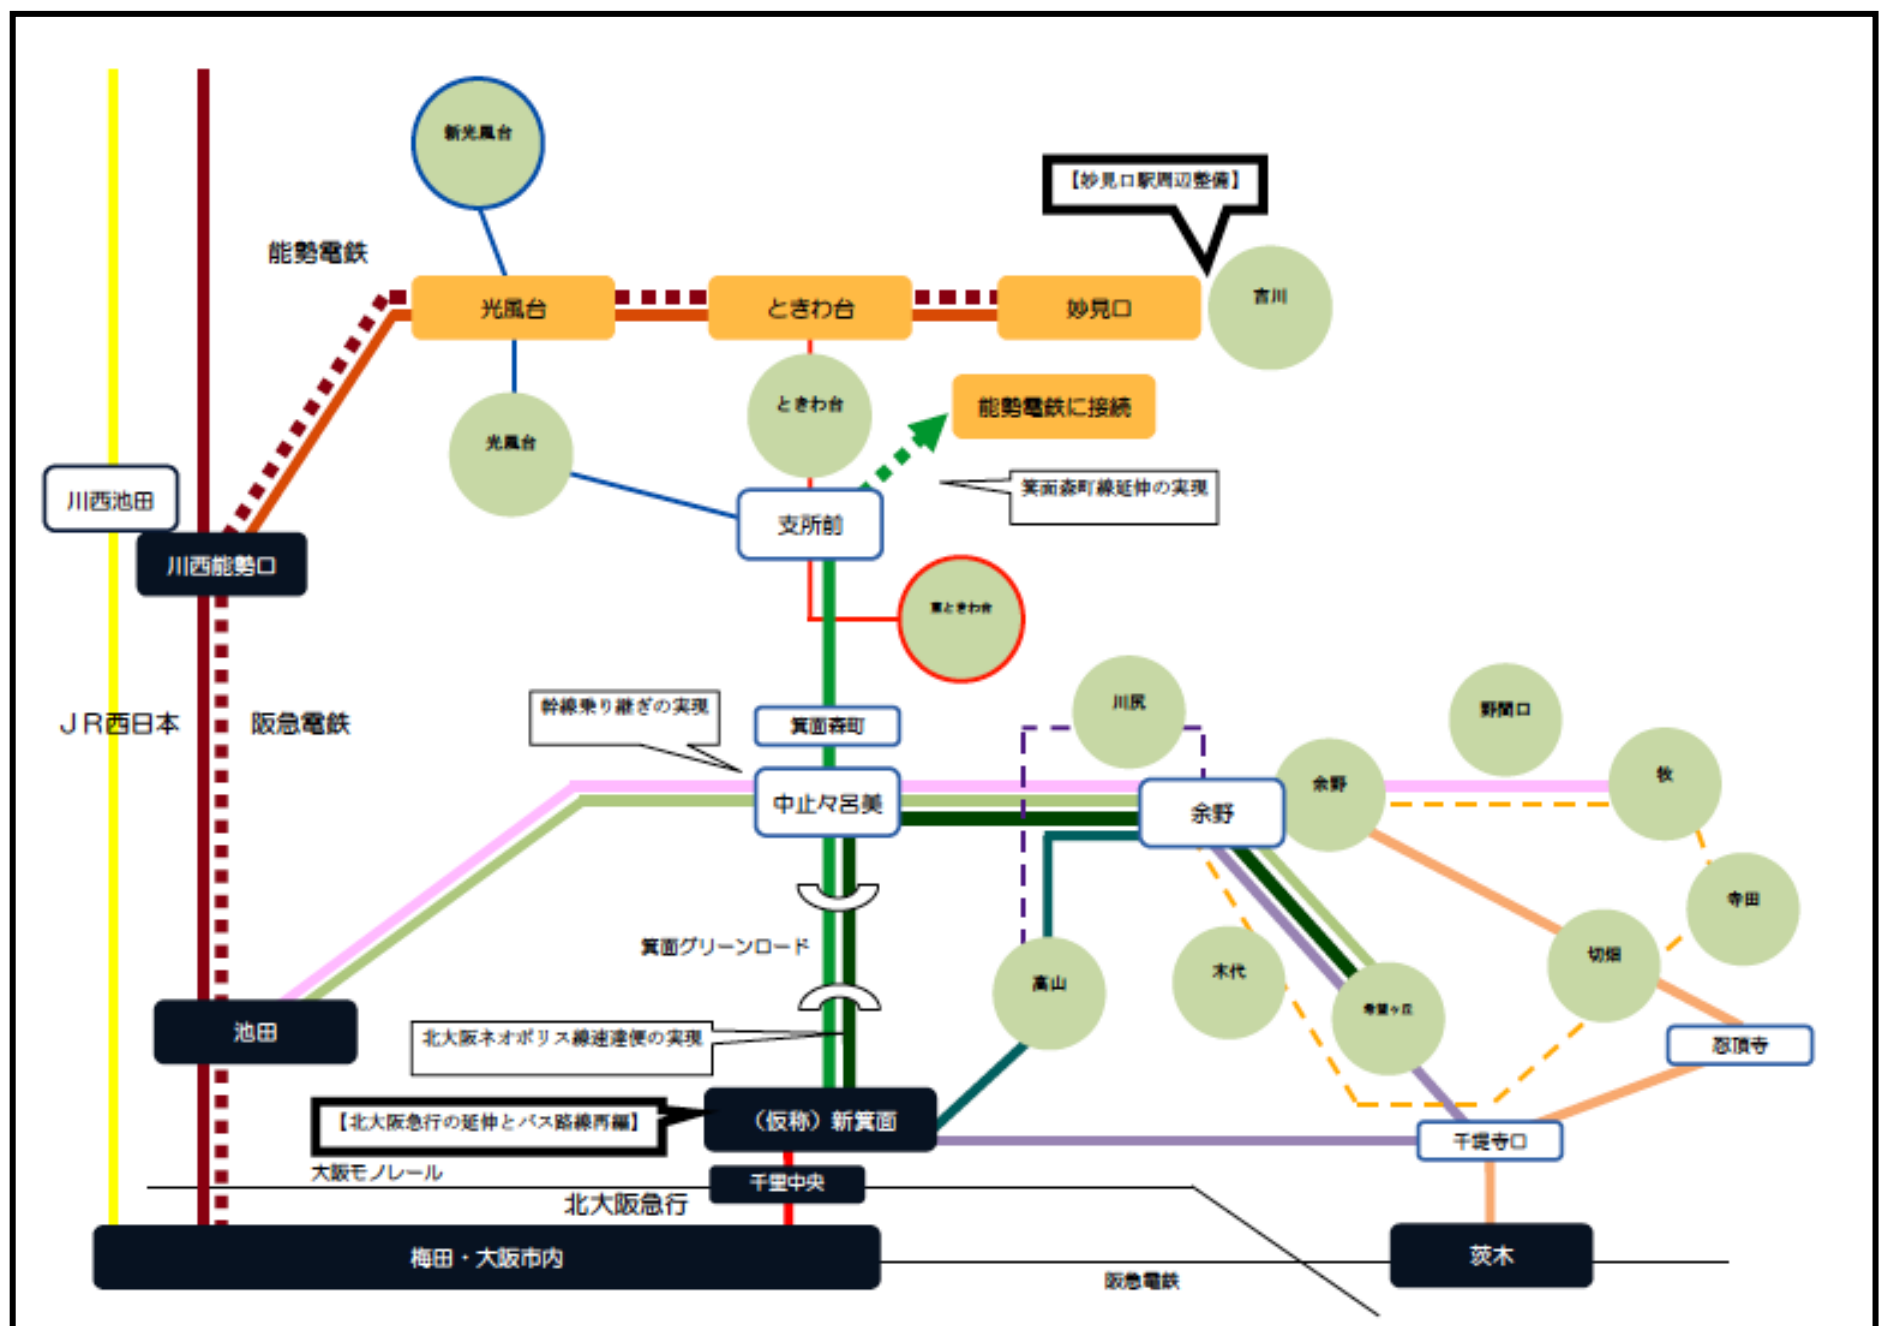 新光風台
【妙見口駅周辺整備】
能勢電鉄
光風台
ときわ台
妙見口
吉川
ときわ台
能勢電鉄に接続
光風台
箕面森町線延伸の実現
川西池田
支所前
川西能勢口
東ときわ台
幹線乗り継ぎの実現
川尻
野間口
JR西日本
阪急電鉄
箕面森町
余野
牧
中止々呂美
余野
寺田
箕面グリーンロード
切畑
木代
高山
希望ヶ丘
池田
北大阪ネオポリス線速達便の実現
忍頂寺
【北大阪急行の延伸とバス路線再編】
(仮称)新箕面
千堤寺口
大阪モノレール
千里中央
北大阪急行
梅田・大阪市内
茨木
阪急電鉄